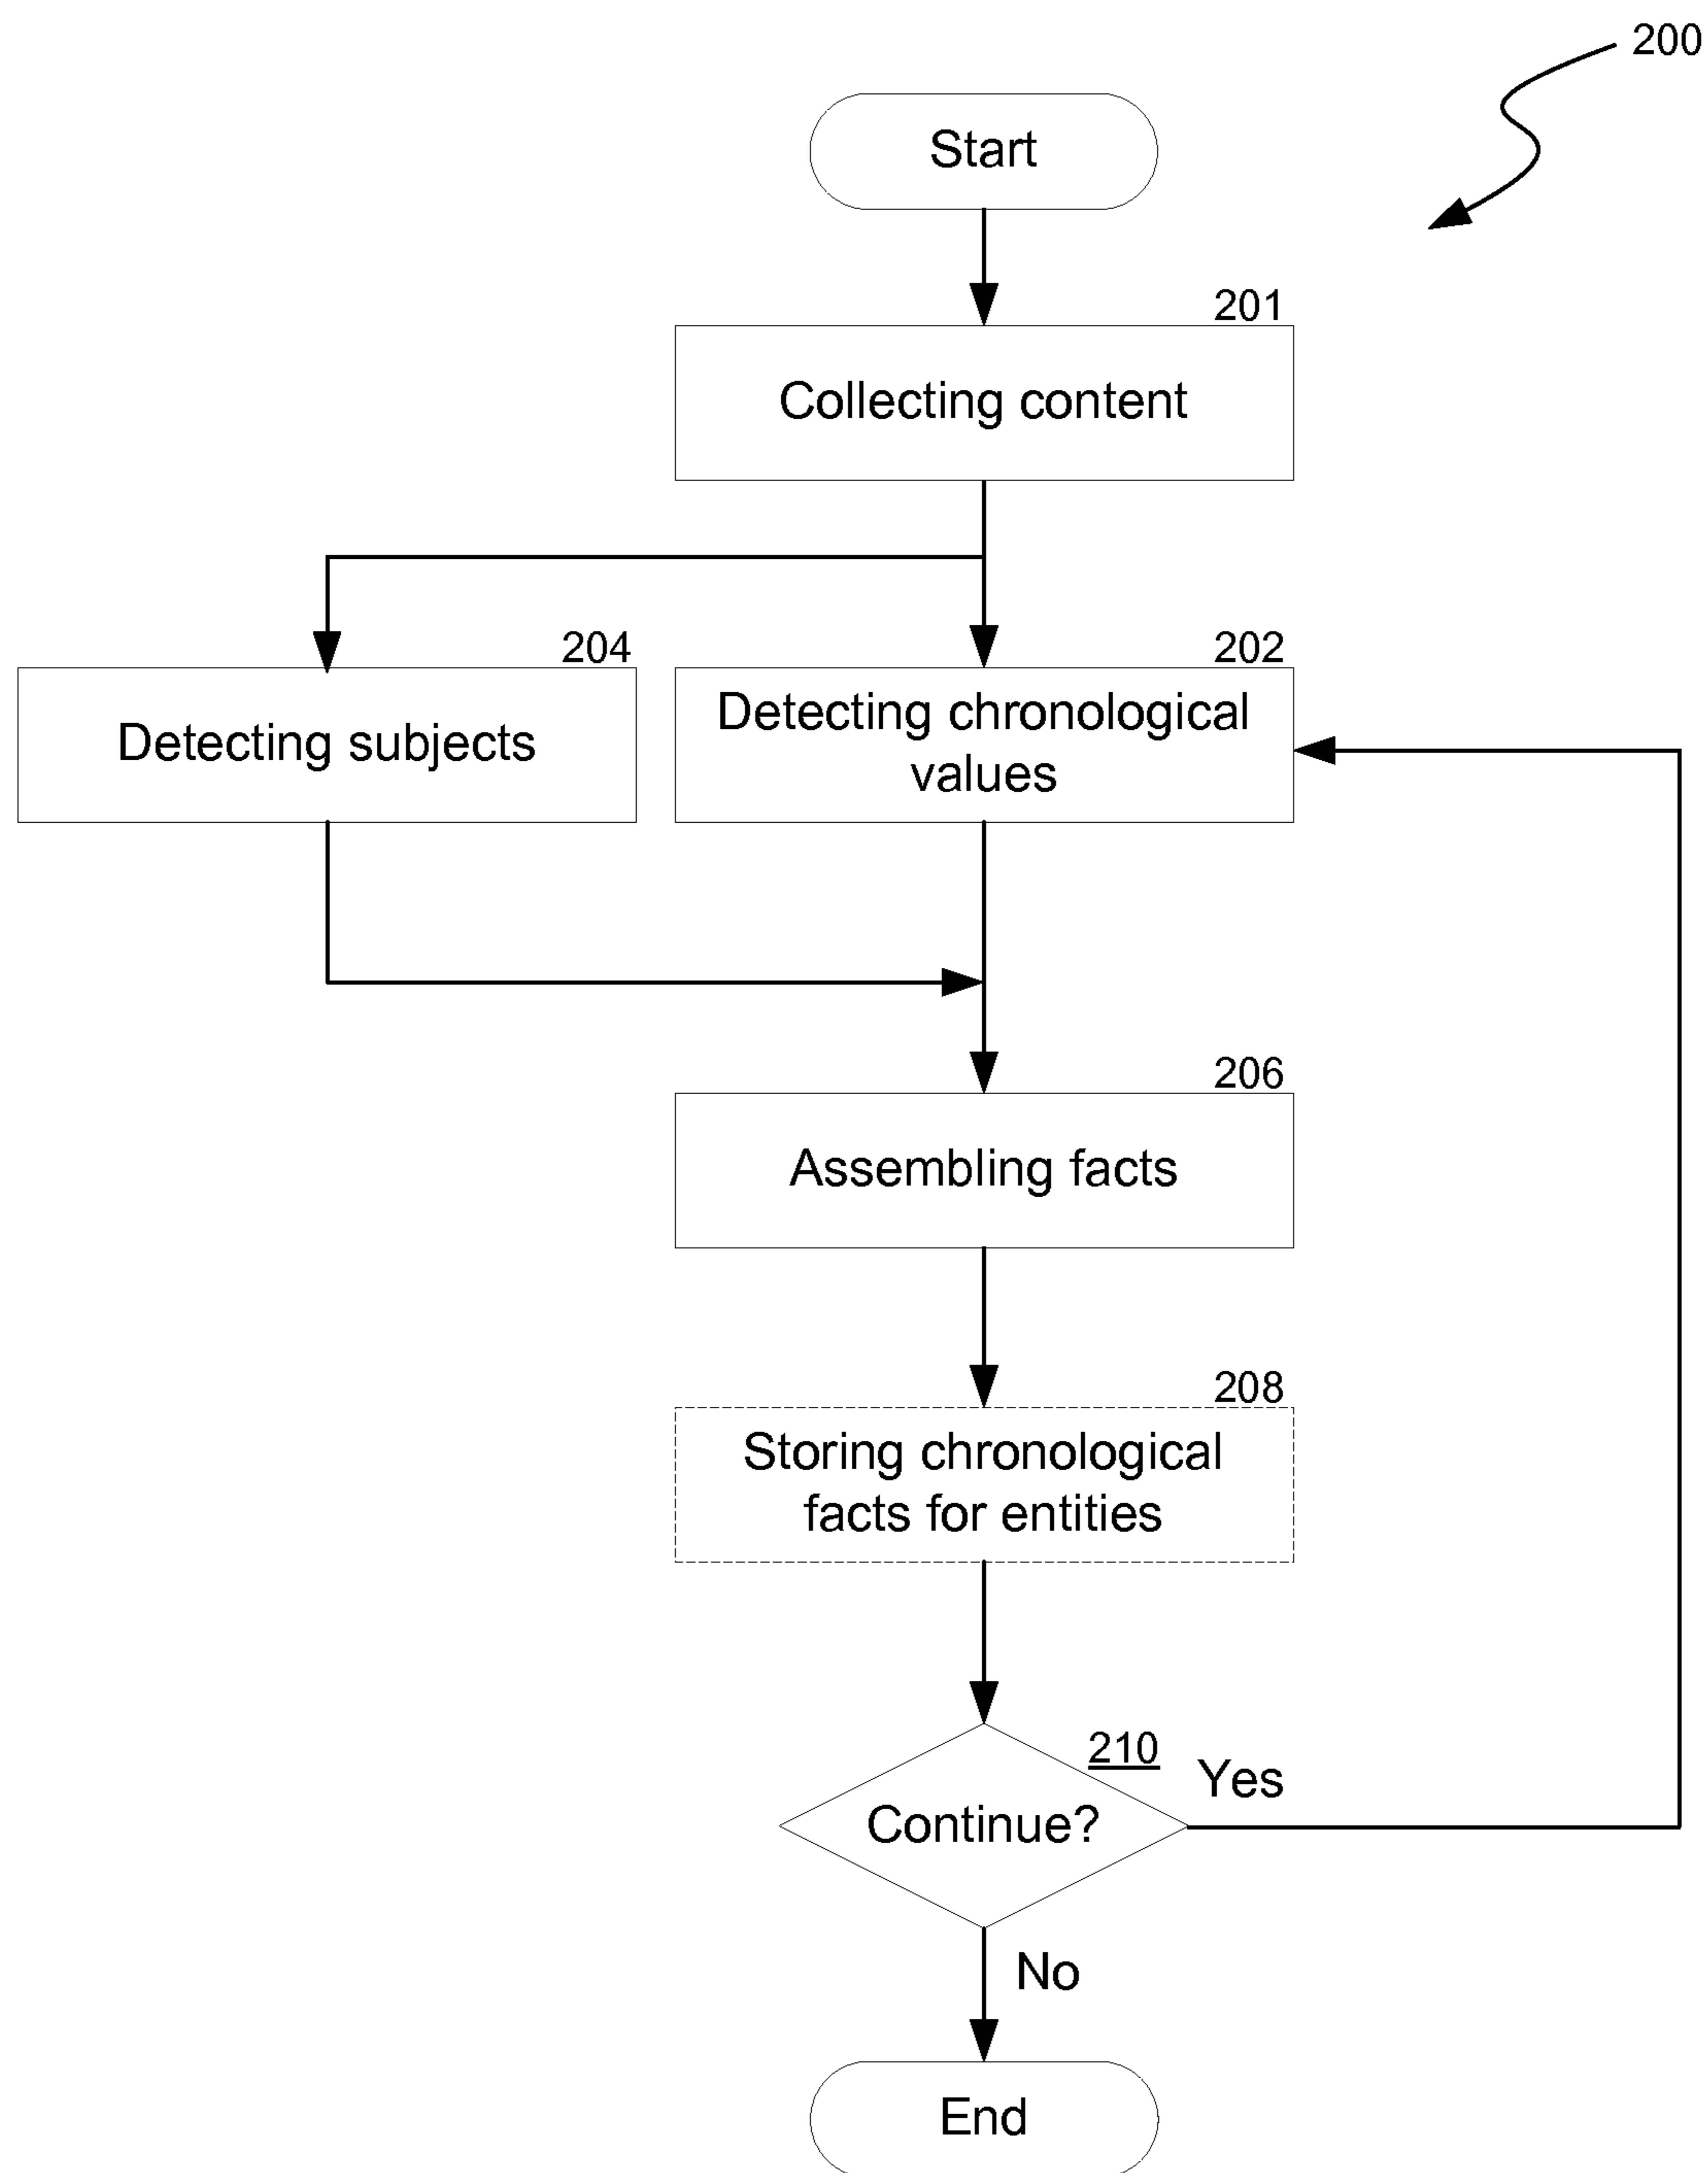 200
Start
201
Collecting content
204
Detecting subjects
202
Detecting chronological
values
206
Assembling facts
208
Storing chronological
facts for entities
210
Continue?
Yes
No
End